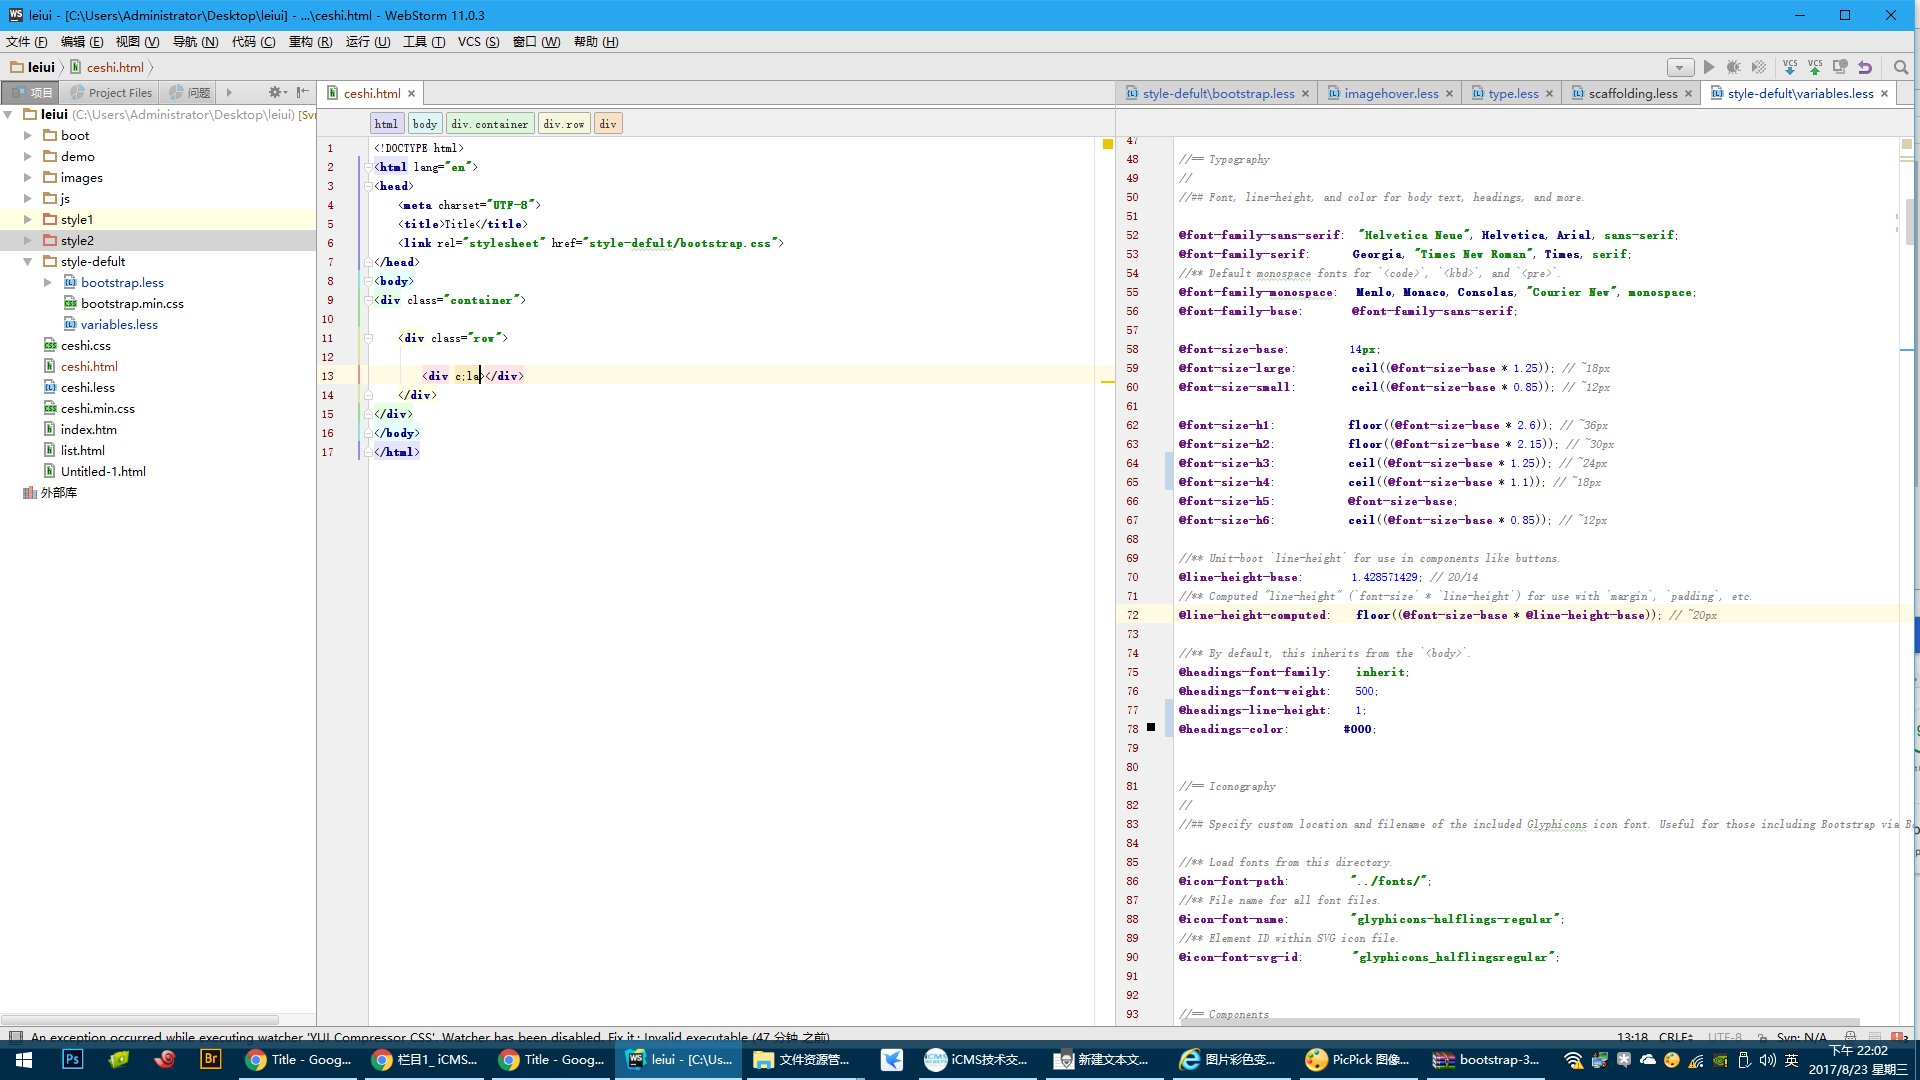 leiui - [C:\Users\Administrator\Desktop\leiui] - ...\ceshi.html - WebStorm 11.0.3
文件 (F) 编辑 (E) 视图 (V) 导航 (N) 代码 (C) 重构 (R) 运行 (U) 工具 (T) VCS (S) 窗口 (W) 帮助 (H)
leiui ceshi.html
项目 Project Files 问题
ceshi.html
style-defult\bootstrap.less imagehover.less type.less scaffolding.less style-defult\variables.less
leiui (C:\Users\Administrator\Desktop\leiui)
boot
demo
images
js
style1
style2
style-defult
bootstrap.less
bootstrap.min.css
variables.less
ceshi.css
ceshi.html
ceshi.less
ceshi.min.css
index.htm
list.html
Untitled-1.html
外部库
html body div.container div.row div
1 <!DOCTYPE html>
2 <html lang="en">
3 <head>
4 <meta charset="UTF-8">
5 <title>Title</title>
6 <link rel="stylesheet" href="style-defult/bootstrap.css">
7 </head>
8 <body>
9 <div class="container">
10
11 <div class="row">
12
13 <div c;la></div>
14 </div>
15 </div>
16 </body>
17 </html>
47
48 //== Typography
49 //
50 //## Font, line-height, and color for body text, headings, and more.
51
52 @font-family-sans-serif: "Helvetica Neue", Helvetica, Arial, sans-serif;
53 @font-family-serif: Georgia, "Times New Roman", Times, serif;
54 //** Default monospace fonts for `<code>`, `<kbd>`, and `<pre>`.
55 @font-family-monospace: Menlo, Monaco, Consolas, "Courier New", monospace;
56 @font-family-base: @font-family-sans-serif;
57
58 @font-size-base: 14px;
59 @font-size-large: ceil((@font-size-base * 1.25)); // ~18px
60 @font-size-small: ceil((@font-size-base * 0.85)); // ~12px
61
62 @font-size-h1: floor((@font-size-base * 2.6)); // ~36px
63 @font-size-h2: floor((@font-size-base * 2.15)); // ~30px
64 @font-size-h3: ceil((@font-size-base * 1.25)); // ~24px
65 @font-size-h4: ceil((@font-size-base * 1.1)); // ~18px
66 @font-size-h5: @font-size-base;
67 @font-size-h6: ceil((@font-size-base * 0.85)); // ~12px
68
69 //** Unit-boot `line-height` for use in components like buttons.
70 @line-height-base: 1.428571429; // 20/14
71 //** Computed "line-height" (`font-size` * `line-height`) for use with `margin`, `padding`, etc.
72 @line-height-computed: floor((@font-size-base * @line-height-base)); // ~20px
73
74 //** By default, this inherits from the `<body>`.
75 @headings-font-family: inherit;
76 @headings-font-weight: 500;
77 @headings-line-height: 1;
78 @headings-color: #000;
79
80
81 //== Iconography
82 //
83 //## Specify custom location and filename of the included Glyphicons icon font. Useful for those including Bootstrap via
84
85 //** Load fonts from this directory.
86 @icon-font-path: "../fonts/";
87 //** File name for all font files.
88 @icon-font-name: "glyphicons-halflings-regular";
89 //** Element ID within SVG icon file.
90 @icon-font-svg-id: "glyphicons_halflingsregular";
91
92
93 //== Components
An exception occurred while executing watcher 'YUI Compressor CSS'. Watcher has been disabled. Fix it.: Invalid executable (47 分钟 之前)
13:18 CRLF UTF-8 Svn: N/A
Title - Goog... 栏目1_iCMS... Title - Goog... leiui - [C:\Us... 文件资源管... iCMS技术交... 新建文本文... 图片彩色变... PicPick 图像... bootstrap-3... 英
下午 22:02
2017/8/23 星期三